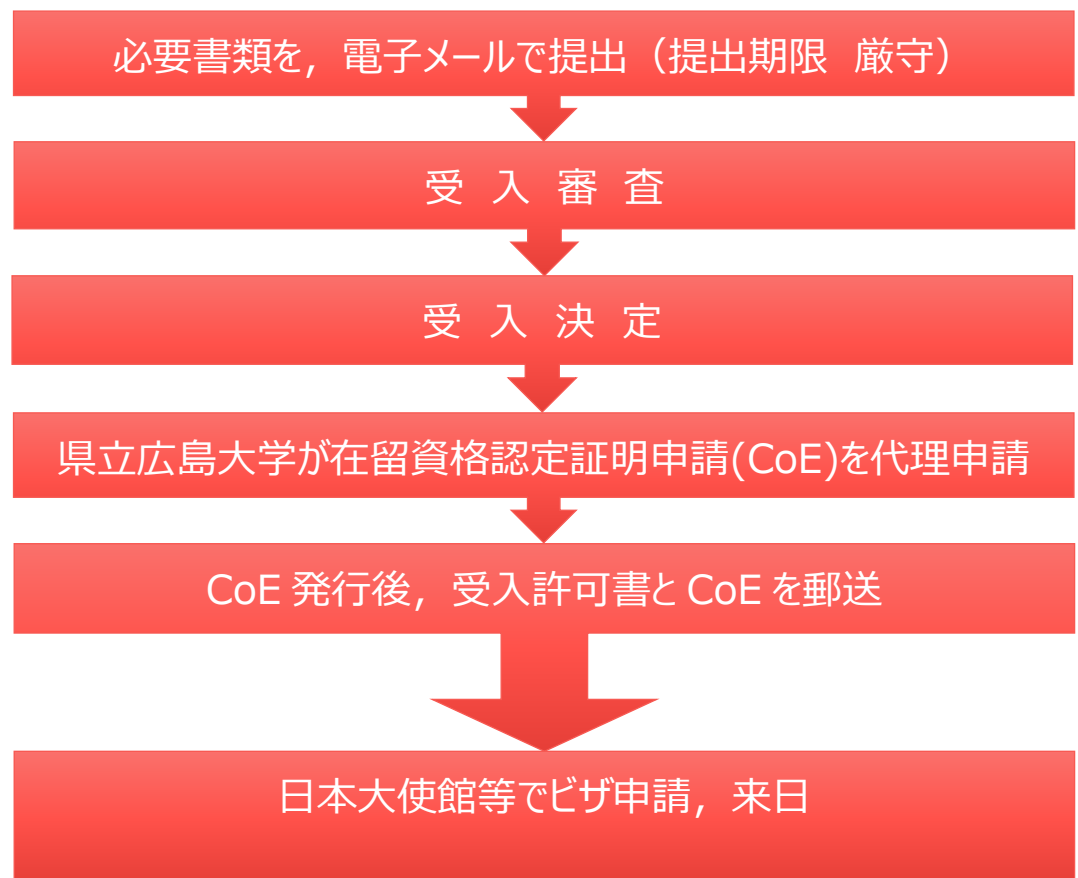 必要書類を，電子メールで提出（提出期限　厳守）
受　入　審　査
受　入　決　定
県立広島大学が在留資格認定証明申請(CoE)を代理申請
CoE 発行後，受入許可書と CoE を郵送
日本大使館等でビザ申請，来日